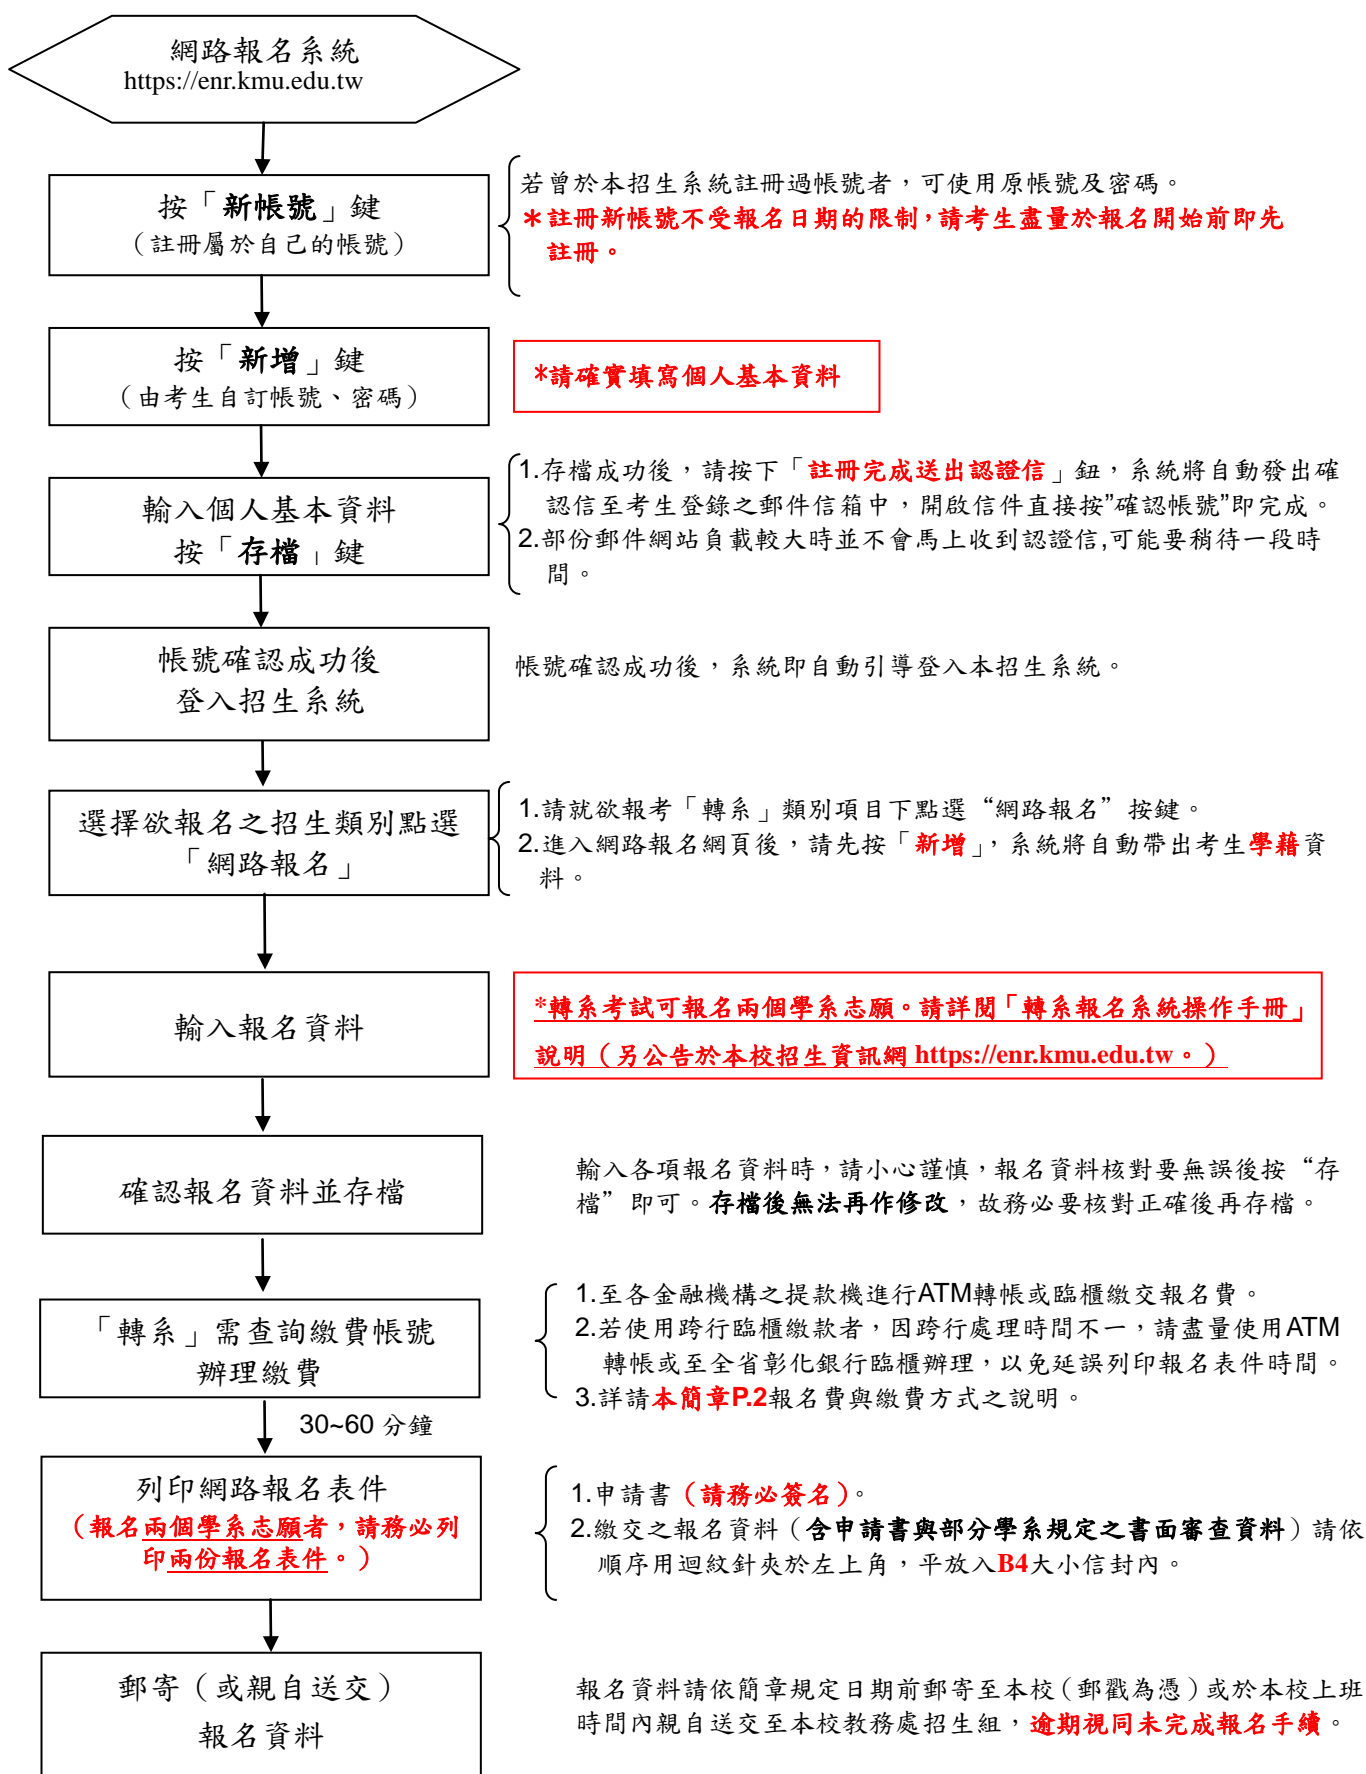 網路報名系統
https://enr.kmu.edu.tw
按「新帳號」鍵
（註冊屬於自己的帳號）
若曾於本招生系統註冊過帳號者，可使用原帳號及密碼。
＊註冊新帳號不受報名日期的限制，請考生盡量於報名開始前即先
註冊。
按「新增」鍵
（由考生自訂帳號、密碼）
*請確實填寫個人基本資料
輸入個人基本資料
按「存檔」鍵
1.存檔成功後，請按下「註冊完成送出認證信」鈕，系統將自動發出確
認信至考生登錄之郵件信箱中，開啟信件直接按”確認帳號”即完成。
2.部份郵件網站負載較大時並不會馬上收到認證信,可能要稍待一段時
間。
帳號確認成功後
登入招生系統
帳號確認成功後，系統即自動引導登入本招生系統。
選擇欲報名之招生類別點選
「網路報名」
1.請就欲報考「轉系」類別項目下點選“網路報名”按鍵。
2.進入網路報名網頁後，請先按「新增」，系統將自動帶出考生學藉資
料。
輸入報名資料
*轉系考試可報名兩個學系志願。請詳閱「轉系報名系統操作手冊」
說明（另公告於本校招生資訊網 https://enr.kmu.edu.tw。）
確認報名資料並存檔
輸入各項報名資料時，請小心謹慎，報名資料核對要無誤後按“存
檔”即可。存檔後無法再作修改，故務必要核對正確後再存檔。
「轉系」需查詢繳費帳號
辦理繳費
1.至各金融機構之提款機進行ATM轉帳或臨櫃繳交報名費。
2.若使用跨行臨櫃繳款者，因跨行處理時間不一，請盡量使用ATM
轉帳或至全省彰化銀行臨櫃辦理，以免延誤列印報名表件時間。
3.詳請本簡章P.2報名費與繳費方式之說明。
30~60 分鐘
列印網路報名表件
（報名兩個學系志願者，請務必列
印兩份報名表件。）
1.申請書（請務必簽名）。
2.繳交之報名資料（含申請書與部分學系規定之書面審查資料）請依
順序用迴紋針夾於左上角，平放入B4大小信封內。
郵寄（或親自送交）
報名資料
報名資料請依簡章規定日期前郵寄至本校（郵戳為憑）或於本校上班
時間內親自送交至本校教務處招生組，逾期視同未完成報名手續。